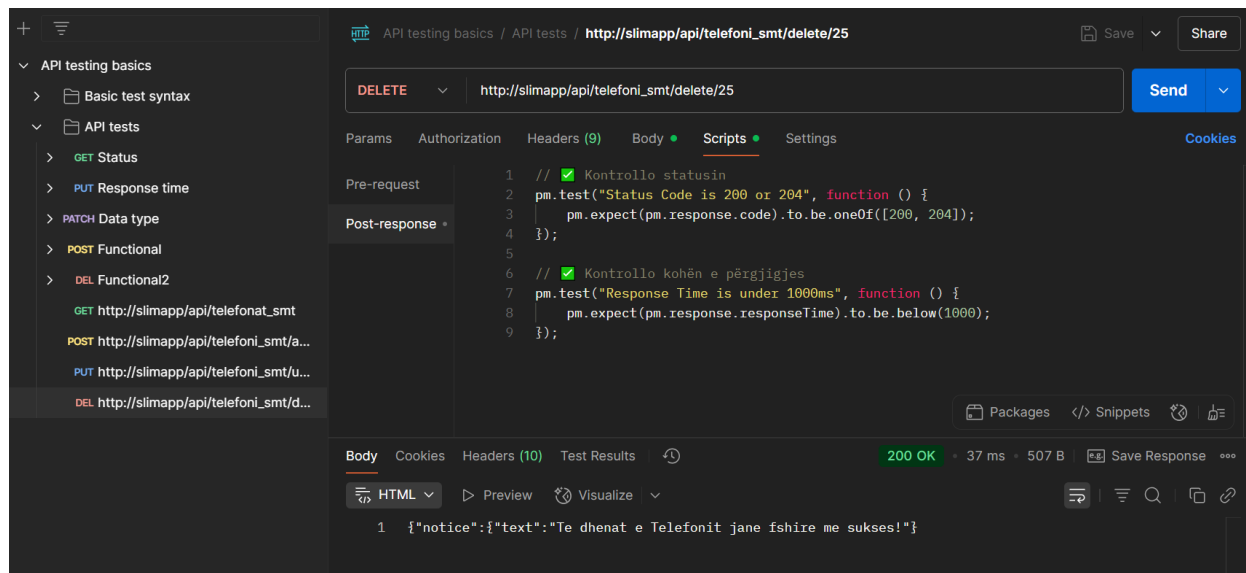 API testing basics
Basic test syntax
API tests
GET Status
PUT Response time
PATCH Data type
POST Functional
DEL Functional2
GET http://slimapp/api/telefonat_smt
POST http://slimapp/api/telefoni_smt/a...
PUT http://slimapp/api/telefoni_smt/u...
DEL http://slimapp/api/telefoni_smt/d...
HTTP API testing basics / API tests / http://slimapp/api/telefoni_smt/delete/25
Save
Share
DELETE http://slimapp/api/telefoni_smt/delete/25
Send
Params Authorization Headers (9) Body Scripts Settings Cookies
Pre-request
Post-response
1 // ✅ Kontrollo statusin
2 pm.test("Status Code is 200 or 204", function () {
3 pm.expect(pm.response.code).to.be.oneOf([200, 204]);
4 });
5
6 // ✅ Kontrollo kohën e përgjigjes
7 pm.test("Response Time is under 1000ms", function () {
8 pm.expect(pm.response.responseTime).to.be.below(1000);
9 });
Packages </> Snippets
Body Cookies Headers (10) Test Results 200 OK • 37 ms • 507 B e.g. Save Response
HTML Preview Visualize
1 {"notice":{"text":"Te dhenat e Telefonit jane fshire me sukses!"}